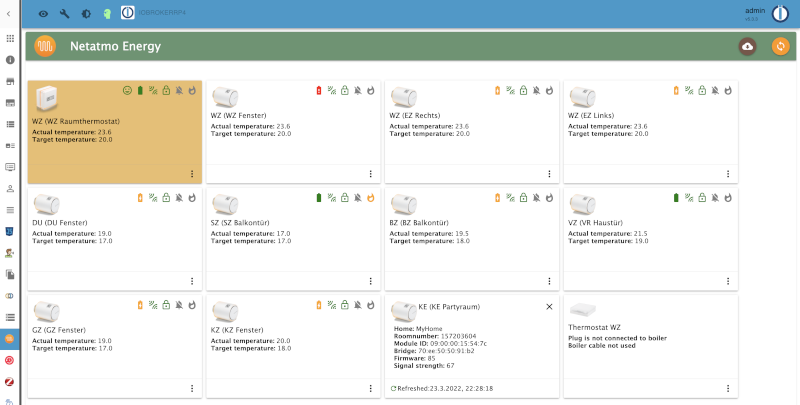 IOBROKERRPI4
admin
Netatmo Energy
WZ (WZ Raumthermostat)
Actual temperature: 23.6
Target temperature: 20.0
WZ (WZ Fenster)
Actual temperature: 23.6
Target temperature: 20.0
WZ (EZ Rechts)
Actual temperature: 23.6
Target temperature: 20.0
WZ (EZ Links)
Actual temperature: 23.6
Target temperature: 20.0
DU (DU Fenster)
Actual temperature: 19.0
Target temperature: 17.0
SZ (SZ Balkontür)
Actual temperature: 17.0
Target temperature: 17.0
BZ (BZ Balkontür)
Actual temperature: 19.5
Target temperature: 18.0
VZ (VR Haustür)
Actual temperature: 21.5
Target temperature: 19.0
GZ (GZ Fenster)
Actual temperature: 19.0
Target temperature: 17.0
KZ (KZ Fenster)
Actual temperature: 20.0
Target temperature: 18.0
KE (KE Partyraum)
Home: MyHome
Roomnumber: 157203604
Module ID: 09:00:00:15:54:7c
Bridge: 70:ee:50:50:91:b2
Firmware: 85
Signal strength: 67
Refreshed:23.3.2022, 22:28:18
Thermostat WZ
Plug is not connected to boiler
Boiler cable not used